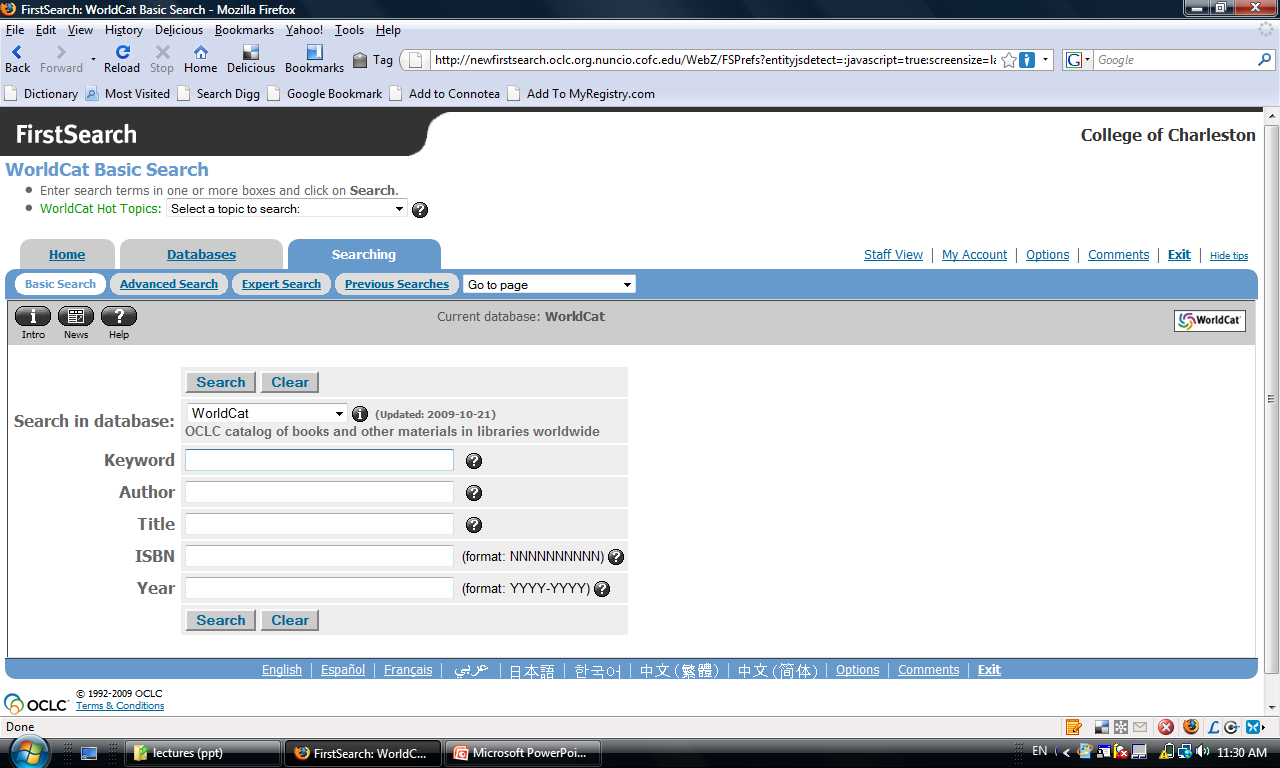 FirstSearch: WorldCat Basic Search - Mozilla Firefox
File Edit View History Delicious Bookmarks Yahoo! Tools Help
Back Forward Reload Stop Home Delicious Bookmarks Tag http://newfirstsearch.oclc.org.nuncio.cofc.edu/WebZ/FSPrefs?entityjsdetect=:javascript=true:screensize=la Google
Dictionary Most Visited Search Digg Google Bookmark Add to Connotea Add To MyRegistry.com
FirstSearch College of Charleston
WorldCat Basic Search
Enter search terms in one or more boxes and click on Search.
WorldCat Hot Topics: Select a topic to search:
Home Databases Searching Staff View My Account Options Comments Exit Hide tips
Basic Search Advanced Search Expert Search Previous Searches Go to page
Intro News Help Current database: WorldCat WorldCat
Search Clear
Search in database: WorldCat (Updated: 2009-10-21)
OCLC catalog of books and other materials in libraries worldwide
Keyword
Author
Title
ISBN (format: NNNNNNNNNN)
Year (format: YYYY-YYYY)
Search Clear
English Español Français عربي 日本語 한국어 中文(繁體) 中文(简体) Options Comments Exit
OCLC © 1992-2009 OCLC
Terms & Conditions
Done
lectures (ppt) FirstSearch: WorldC... Microsoft PowerPoi... EN 11:30 AM